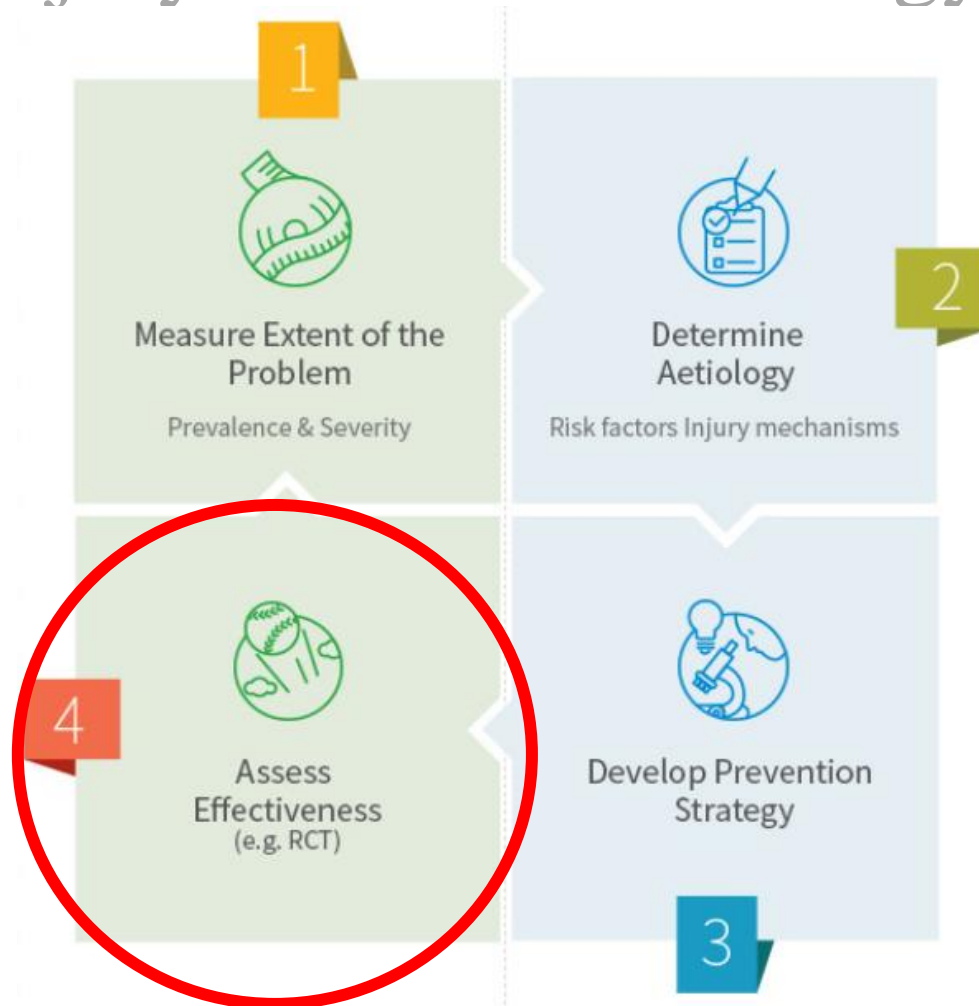 1
Measure Extent of the
Problem
Prevalence & Severity
2
Determine
Aetiology
Risk factors Injury mechanisms
4
Assess
Effectiveness
(e.g. RCT)
Develop Prevention
Strategy
3